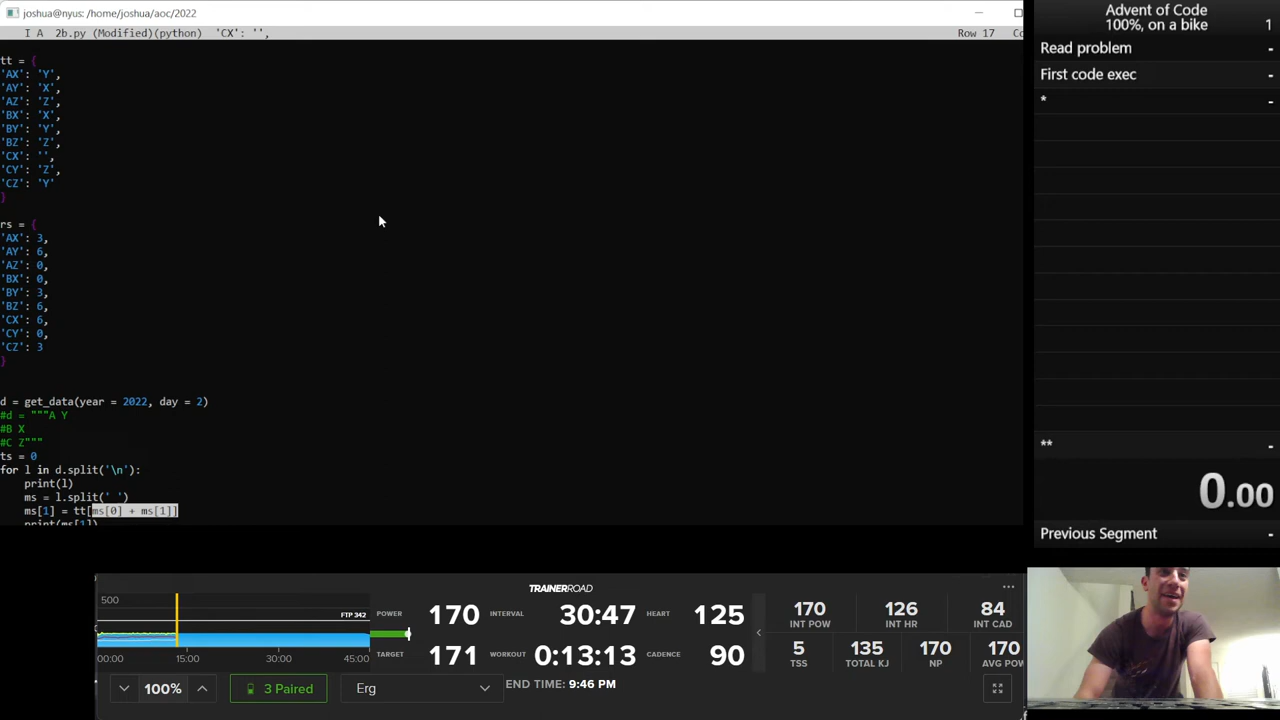 joshua@nyus: /home/joshua/aoc/2022
I A 2b.py (Modified)(python) 'CX': '', Row 17
tt = {
'AX': 'Y',
'AY': 'X',
'AZ': 'Z',
'BX': 'X',
'BY': 'Y',
'BZ': 'Z',
'CX': '',
'CY': 'Z',
'CZ': 'Y'
}
rs = {
'AX': 3,
'AY': 6,
'AZ': 0,
'BX': 0,
'BY': 3,
'BZ': 6,
'CX': 6,
'CY': 0,
'CZ': 3
}
d = get_data(year = 2022, day = 2)
#d = """A Y
#B X
#C Z"""
ts = 0
for l in d.split('\n'):
print(l)
ms = l.split(' ')
ms[1] = tt[ms[0] + ms[1]]
print(ms[1])
Advent of Code
100%, on a bike 1
Read problem -
First code exec -
* -
** -
0.00
Previous Segment -
TRAINERROAD
500
FTP 342
00:00 15:00 30:00 45:00
POWER 170 INTERVAL 30:47 HEART 125
TARGET 171 WORKOUT 0:13:13 CADENCE 90
170 126 84
INT POW INT HR INT CAD
5 135 170 170
TSS TOTAL KJ NP AVG POW
100% 3 Paired Erg END TIME: 9:46 PM